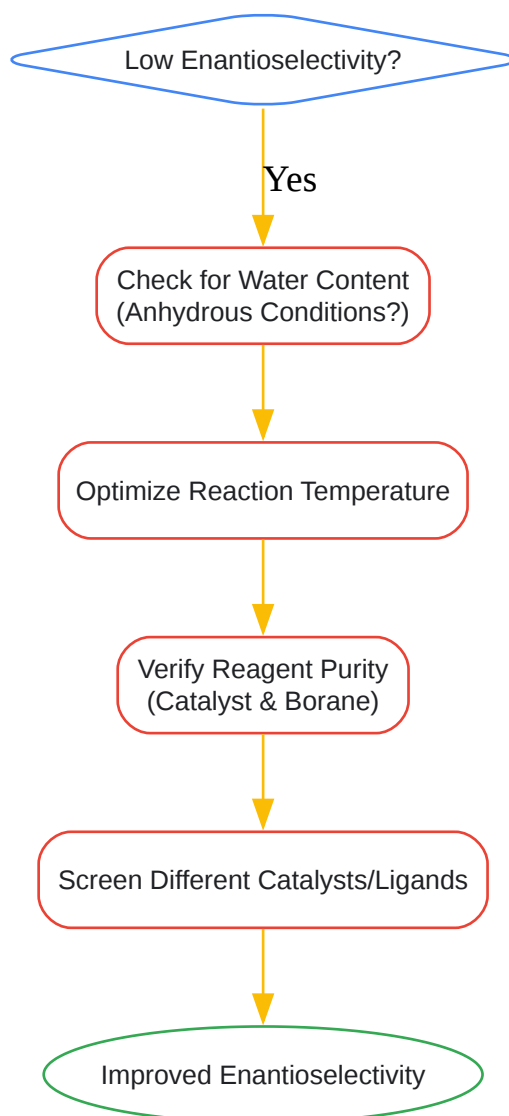 Low Enantioselectivity?
Yes
Check for Water Content
(Anhydrous Conditions?)
Optimize Reaction Temperature
Verify Reagent Purity
(Catalyst & Borane)
Screen Different Catalysts/Ligands
Improved Enantioselectivity